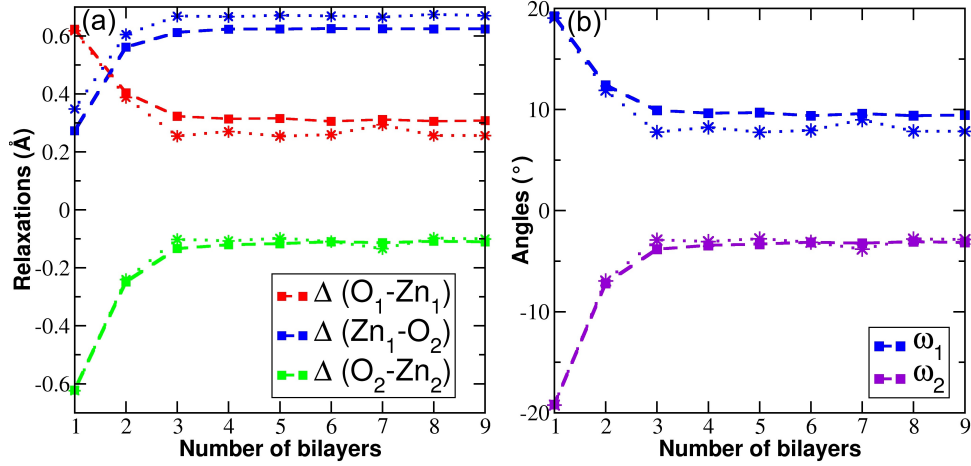 (a)
Relaxations (Å)
0.6
0.4
0.2
0
-0.2
-0.4
-0.6
Δ (O₁-Zn₁)
Δ (Zn₁-O₂)
Δ (O₂-Zn₂)
1 2 3 4 5 6 7 8 9
Number of bilayers
(b)
Angles (°)
20
10
0
-10
-20
ω₁
ω₂
1 2 3 4 5 6 7 8 9
Number of bilayers